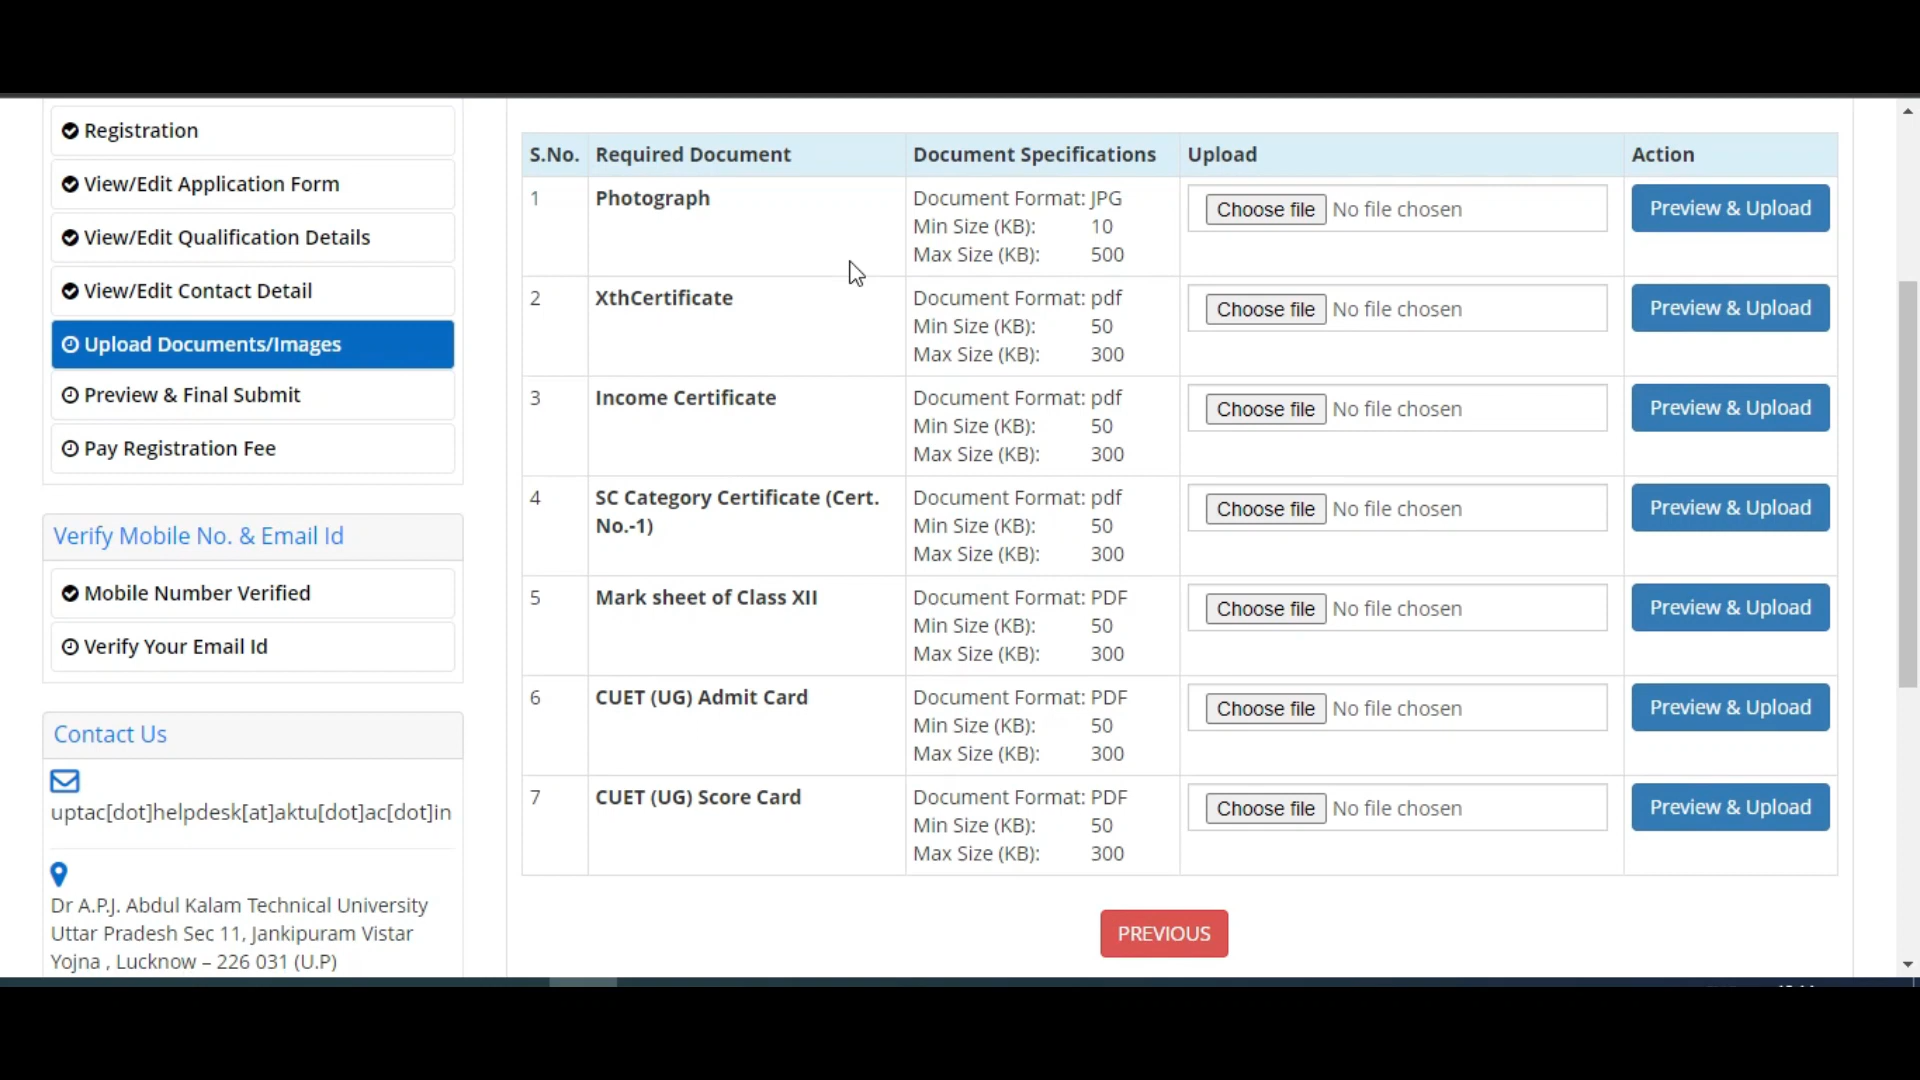 Registration
View/Edit Application Form
View/Edit Qualification Details
View/Edit Contact Detail
Upload Documents/Images
Preview & Final Submit
Pay Registration Fee
Verify Mobile No. & Email Id
Mobile Number Verified
Verify Your Email Id
Contact Us
uptac[dot]helpdesk[at]aktu[dot]ac[dot]in
Dr A.P.J. Abdul Kalam Technical University
Uttar Pradesh Sec 11, Jankipuram Vistar
Yojna , Lucknow – 226 031 (U.P)
S.No. Required Document Document Specifications Upload Action
1 Photograph Document Format: JPG Choose file No file chosen Preview & Upload
Min Size (KB): 10
Max Size (KB): 500
2 XthCertificate Document Format: pdf Choose file No file chosen Preview & Upload
Min Size (KB): 50
Max Size (KB): 300
3 Income Certificate Document Format: pdf Choose file No file chosen Preview & Upload
Min Size (KB): 50
Max Size (KB): 300
4 SC Category Certificate (Cert. Document Format: pdf Choose file No file chosen Preview & Upload
No.-1) Min Size (KB): 50
Max Size (KB): 300
5 Mark sheet of Class XII Document Format: PDF Choose file No file chosen Preview & Upload
Min Size (KB): 50
Max Size (KB): 300
6 CUET (UG) Admit Card Document Format: PDF Choose file No file chosen Preview & Upload
Min Size (KB): 50
Max Size (KB): 300
7 CUET (UG) Score Card Document Format: PDF Choose file No file chosen Preview & Upload
Min Size (KB): 50
Max Size (KB): 300
PREVIOUS